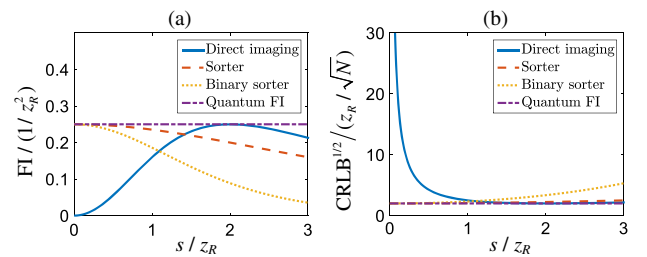 (a)
FI / (1/ z_R^2)
0.4
0.3
0.2
0.1
0
0
1
2
3
s / z_R
Direct imaging
Sorter
Binary sorter
Quantum FI
(b)
CRLB^{1/2} / (z_R / √N)
30
20
10
0
0
1
2
3
s / z_R
Direct imaging
Sorter
Binary sorter
Quantum FI